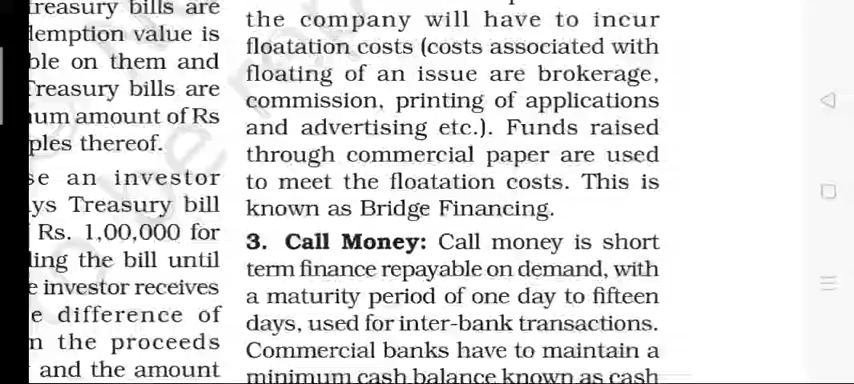 treasury bills are
demption value is
ble on them and
Treasury bills are
um amount of Rs
ples thereof.
se an investor
ys Treasury bill
Rs. 1,00,000 for
ling the bill until
e investor receives
e difference of
n the proceeds
and the amount
the company will have to incur
floatation costs (costs associated with
floating of an issue are brokerage,
commission, printing of applications
and advertising etc.). Funds raised
through commercial paper are used
to meet the floatation costs. This is
known as Bridge Financing.
3. Call Money: Call money is short
term finance repayable on demand, with
a maturity period of one day to fifteen
days, used for inter-bank transactions.
Commercial banks have to maintain a
minimum cash balance known as cash